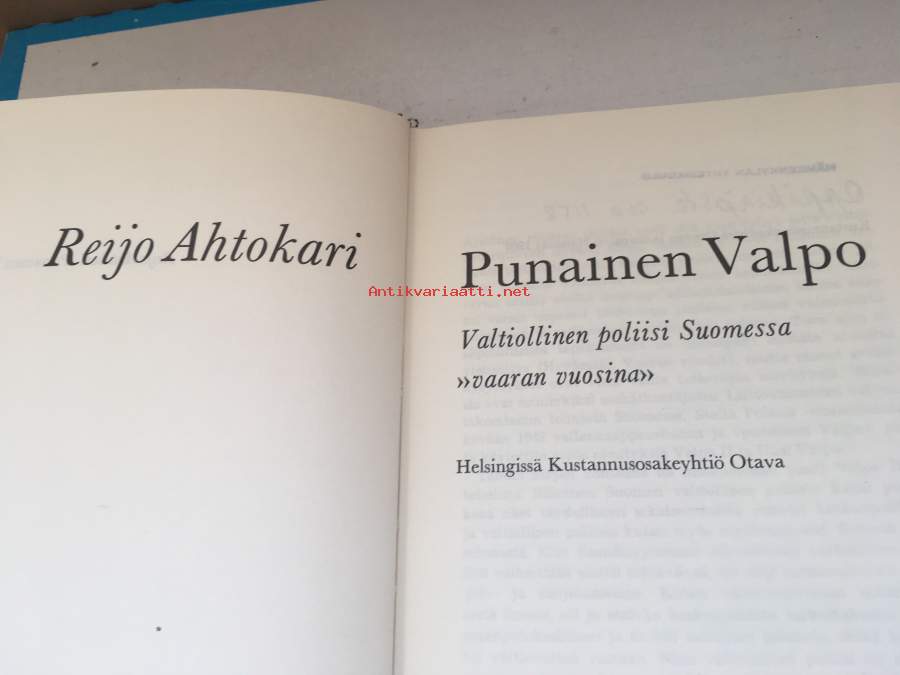 Reijo Ahtokari
Punainen Valpo
Valtiollinen poliisi Suomessa
»vaaran vuosina»
Helsingissä Kustannusosakeyhtiö Otava
Antikvariaatti.net